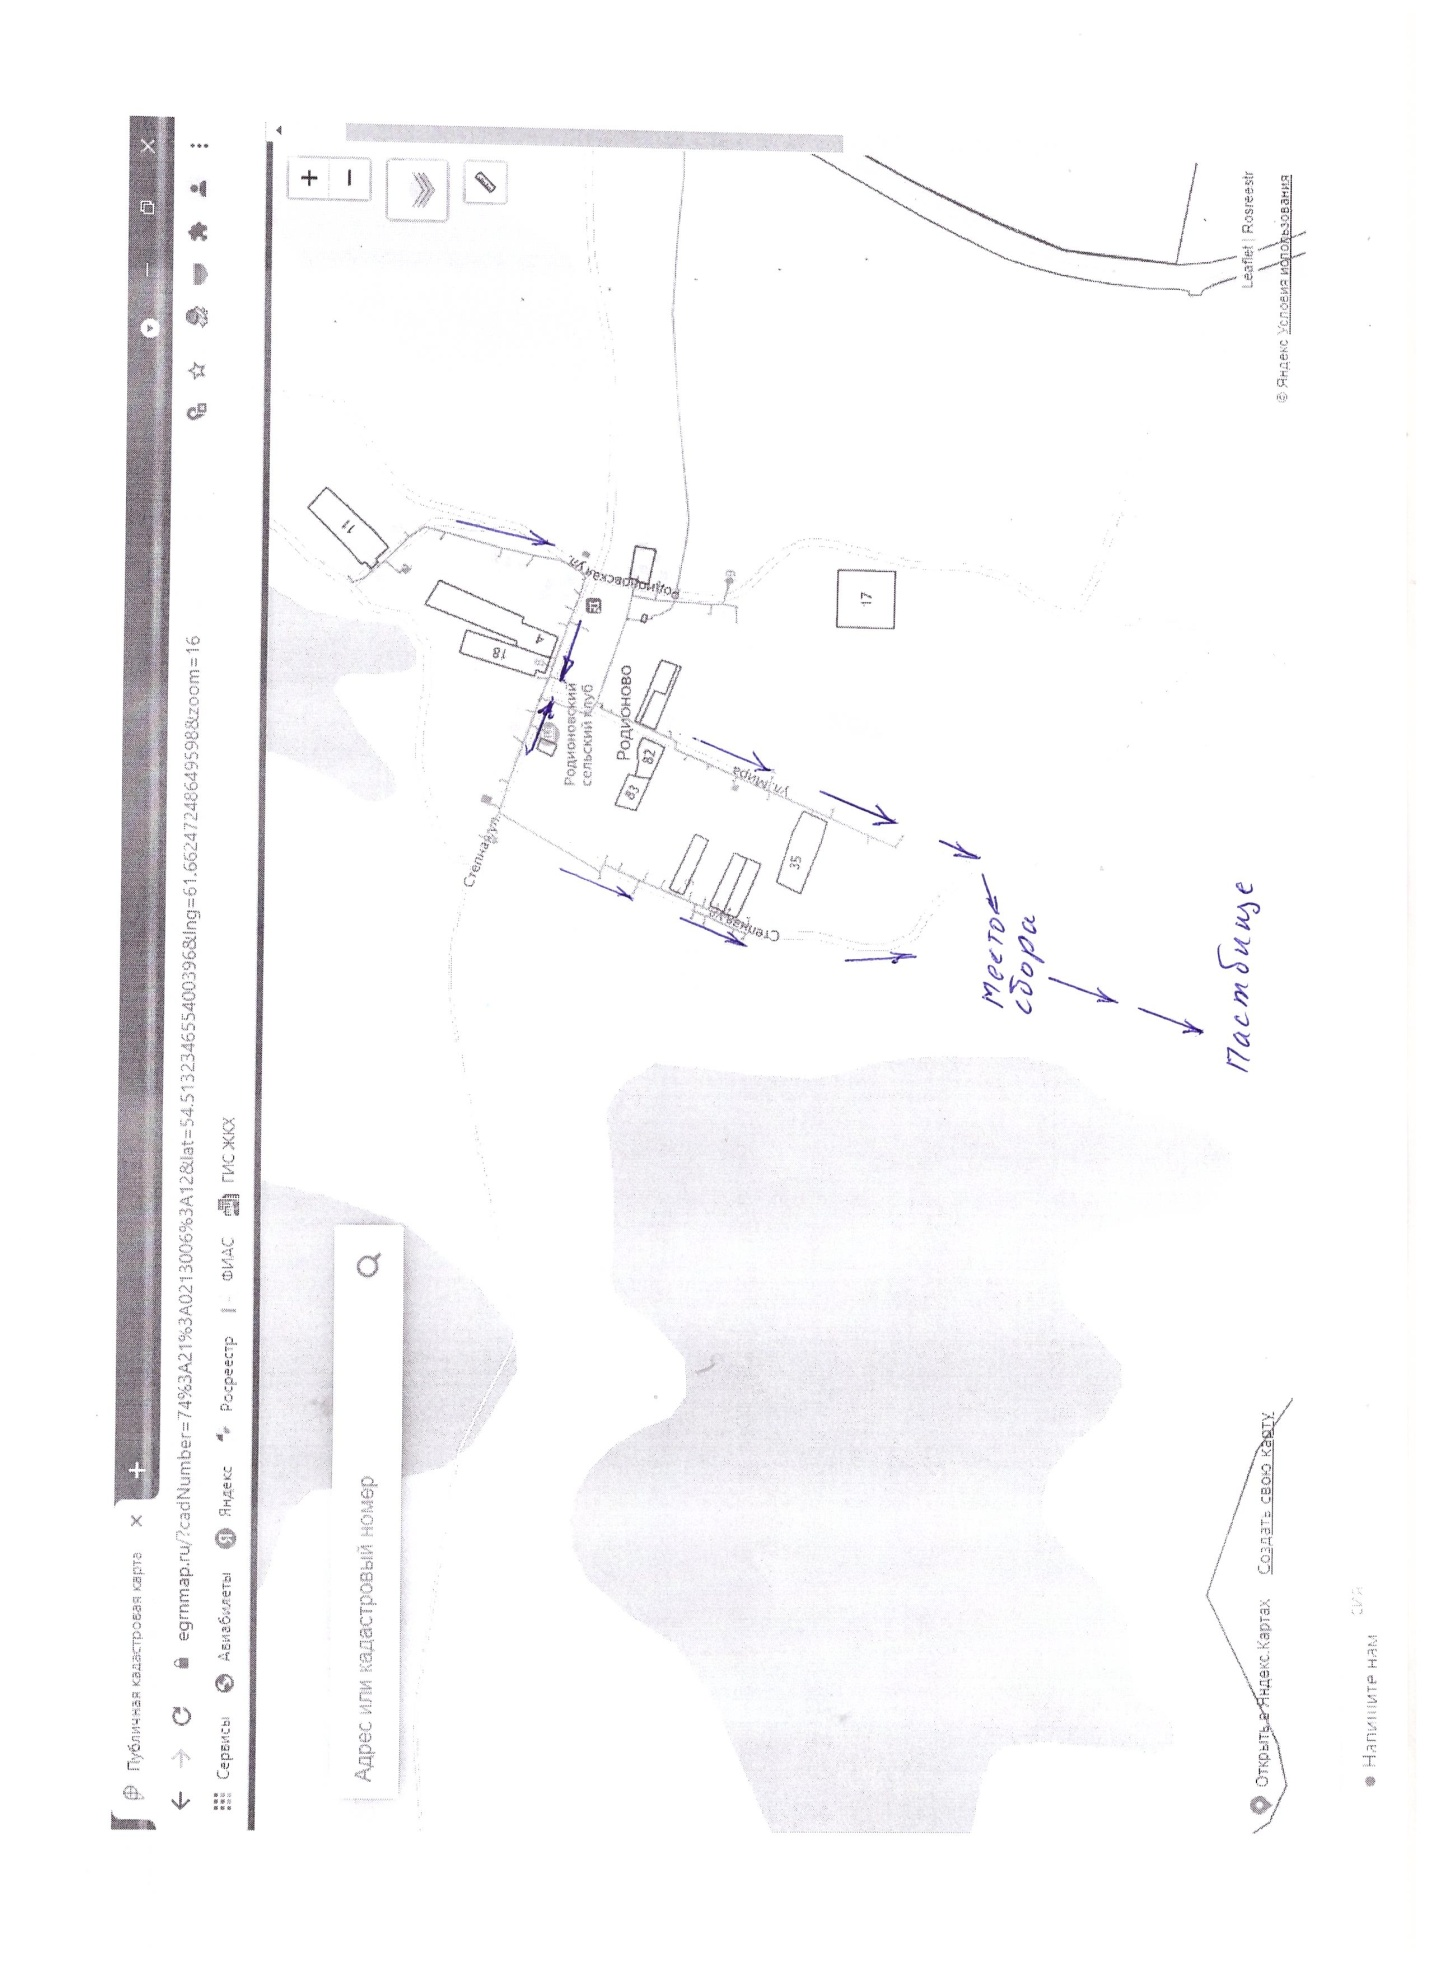 Публичная кадастровая карта
egrnmap.ru/?cadNumber=74%3A21%3A0213006%3A12&lat=54.51323465540039&lng=61.66247248649598&zoom=16
Сервисы Авиабилеты Яндекс Росреестр ФИАС ГИС ЖКХ
Адрес или кадастровый номер
11
4
18
Родионовская ул.
Родионовский
сельский клуб
Родионово
Степная ул.
83
82
ул. Мира
35
Степная ул.
17
Место
сбора
Пастбище
Leaflet | Rosreestr
Открыть в Яндекс.Картах Создать свою карту
© Яндекс Условия использования
Напишите нам